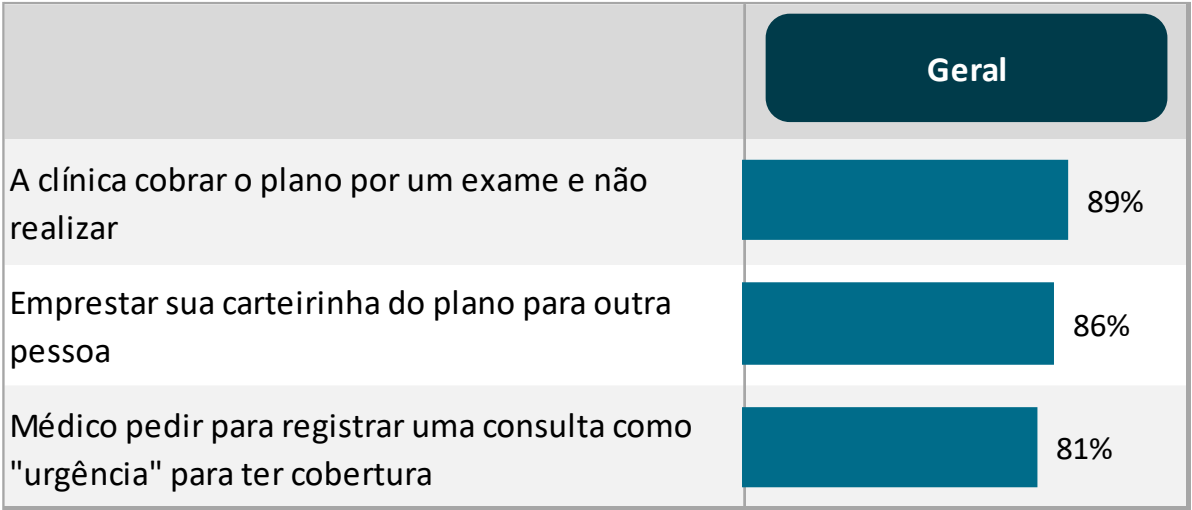 Geral
A clínica cobrar o plano por um exame e não
realizar
89%
Emprestar sua carteirinha do plano para outra
pessoa
86%
Médico pedir para registrar uma consulta como
"urgência" para ter cobertura
81%